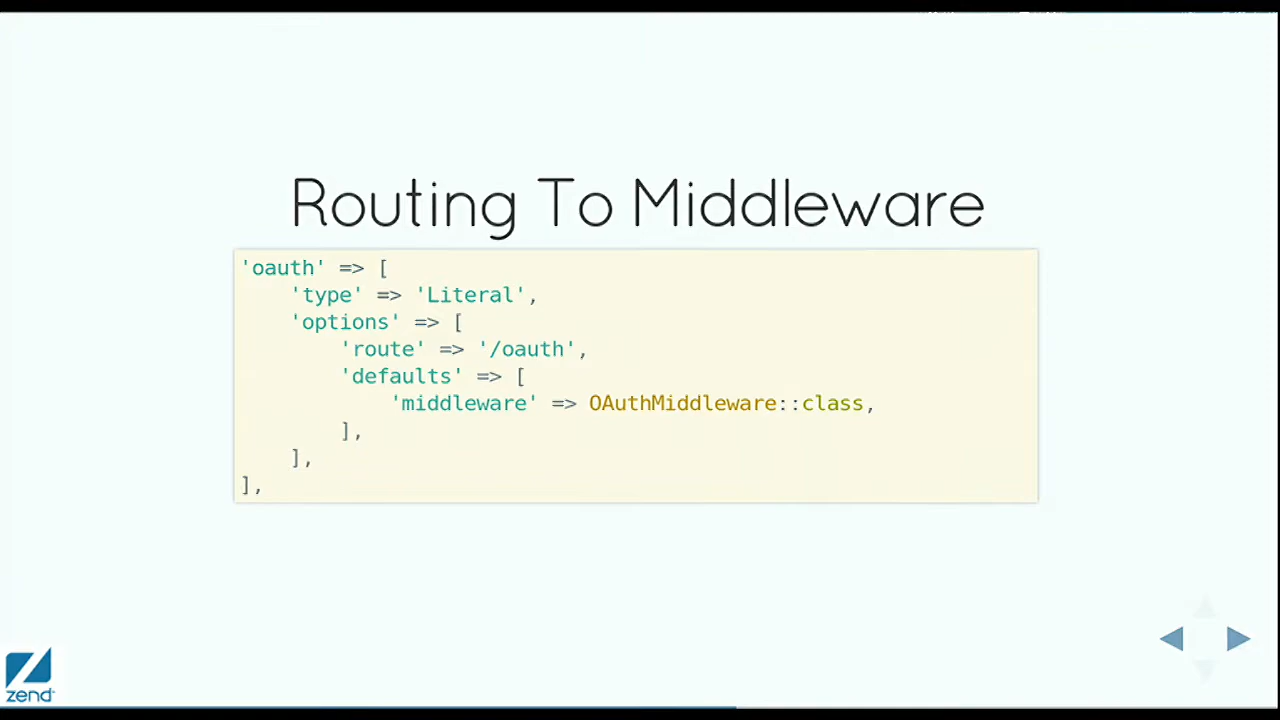 Routing To Middleware
'oauth' => [
    'type' => 'Literal',
    'options' => [
        'route' => '/oauth',
        'defaults' => [
            'middleware' => OAuthMiddleware::class,
        ],
    ],
],
zend